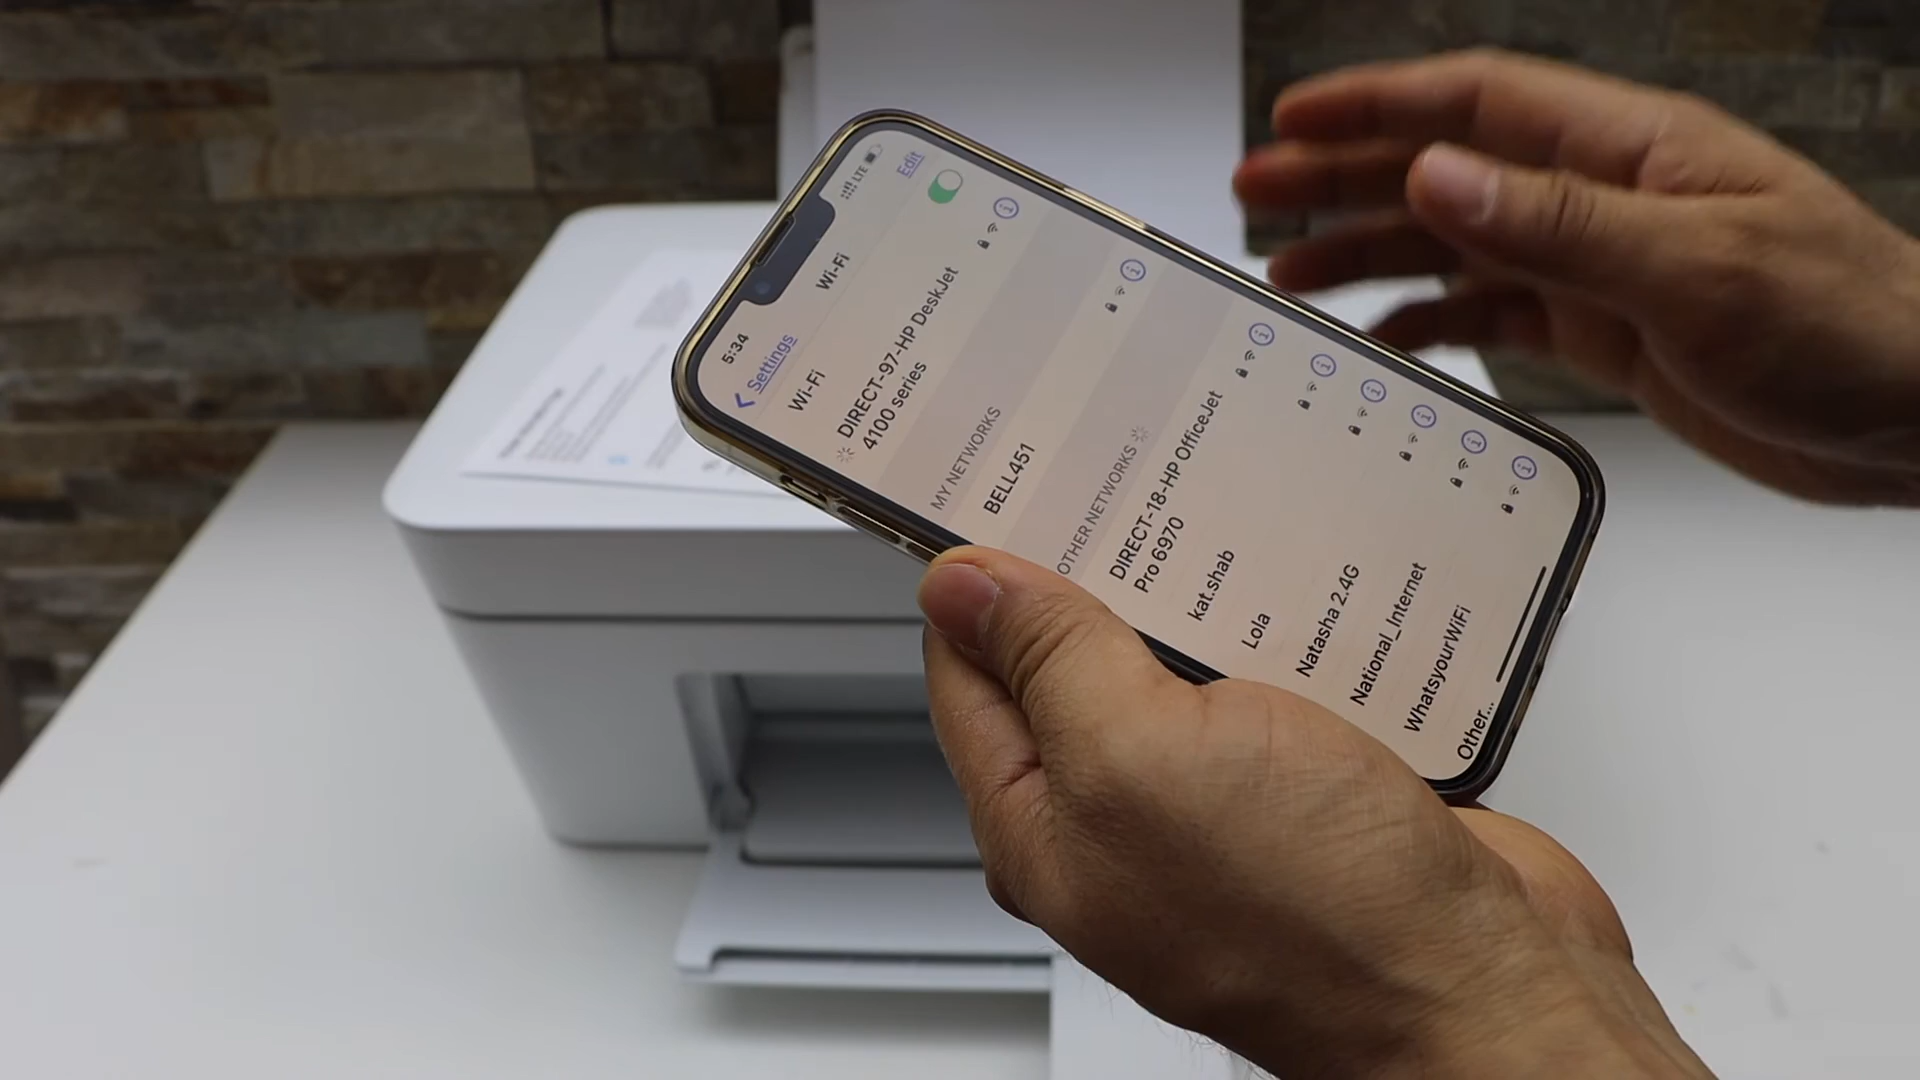 5:34
LTE
Settings
Wi-Fi
Edit
Wi-Fi
DIRECT-97-HP DeskJet
4100 series
MY NETWORKS
BELL451
OTHER NETWORKS
DIRECT-18-HP OfficeJet
Pro 6970
kat.shab
Lola
Natasha 2.4G
National_Internet
WhatsyourWiFi
Other...